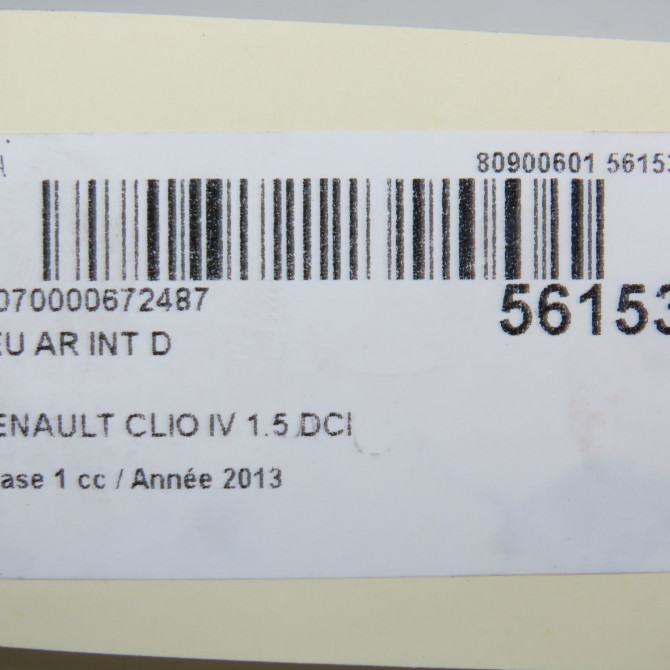 80900601 56153
070000672487
56153
EU AR INT D
ENAULT CLIO IV 1.5 DCI
ase 1 cc / Année 2013